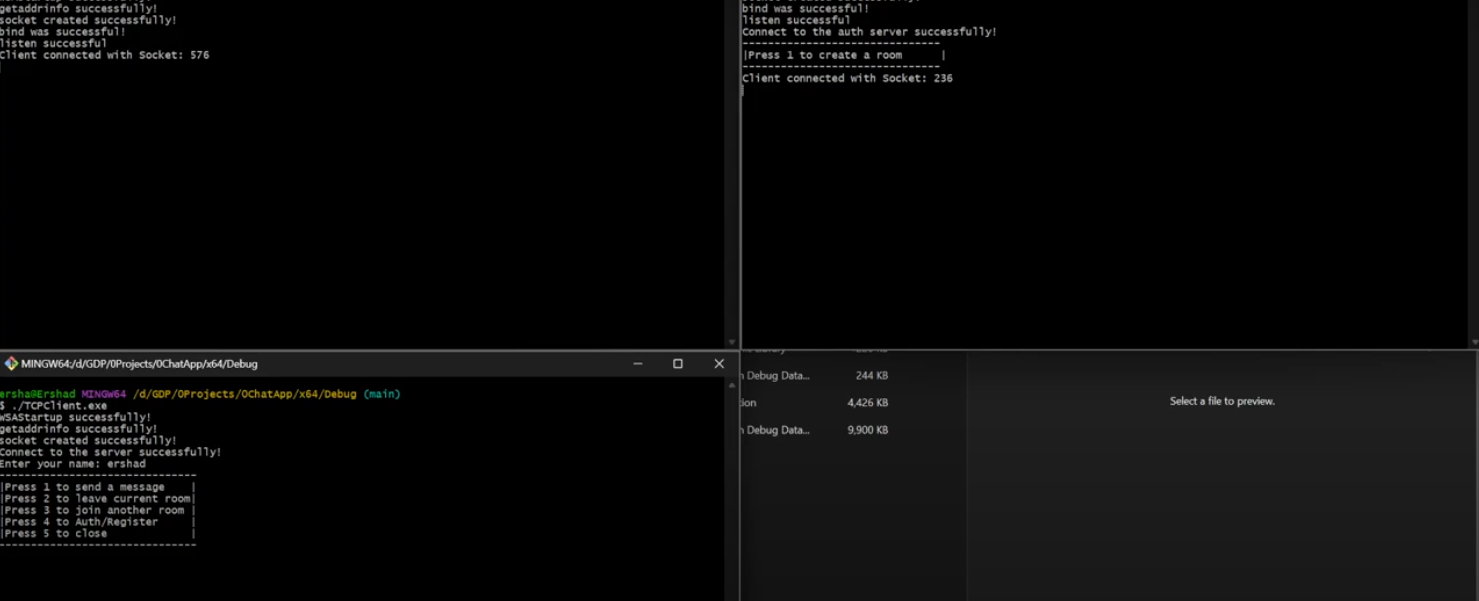 getaddrinfo successfully!
socket created successfully!
bind was successful!
listen successful
Client connected with Socket: 576
bind was successful!
listen successful
Connect to the auth server successfully!
----------------------------------
|Press 1 to create a room |
----------------------------------
Client connected with Socket: 236
MINGW64:/d/GDP/0Projects/0ChatApp/x64/Debug
ersha@Ershad MINGW64 /d/GDP/0Projects/0ChatApp/x64/Debug (main)
$ ./TCPClient.exe
WSAStartup successfully!
getaddrinfo successfully!
socket created successfully!
Connect to the server successfully!
Enter your name: ershad
----------------------------------
|Press 1 to send a message |
|Press 2 to leave current room|
|Press 3 to join another room |
|Press 4 to Auth/Register |
|Press 5 to close |
----------------------------------
Debug Data... 244 KB
4,426 KB
Debug Data... 9,900 KB
Select a file to preview.